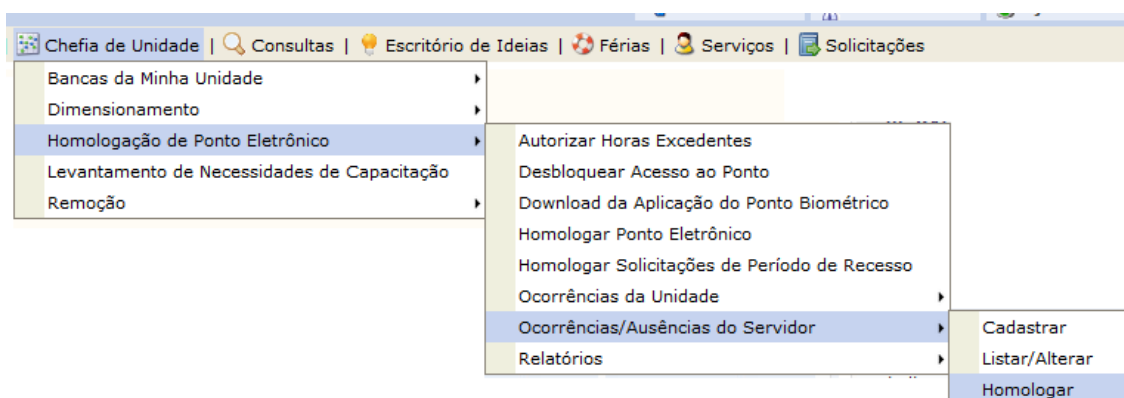 Chefia de Unidade | Consultas | Escritório de Ideias | Férias | Serviços | Solicitações
Bancas da Minha Unidade
Dimensionamento
Homologação de Ponto Eletrônico
Levantamento de Necessidades de Capacitação
Remoção
Autorizar Horas Excedentes
Desbloquear Acesso ao Ponto
Download da Aplicação do Ponto Biométrico
Homologar Ponto Eletrônico
Homologar Solicitações de Período de Recesso
Ocorrências da Unidade
Ocorrências/Ausências do Servidor
Relatórios
Cadastrar
Listar/Alterar
Homologar